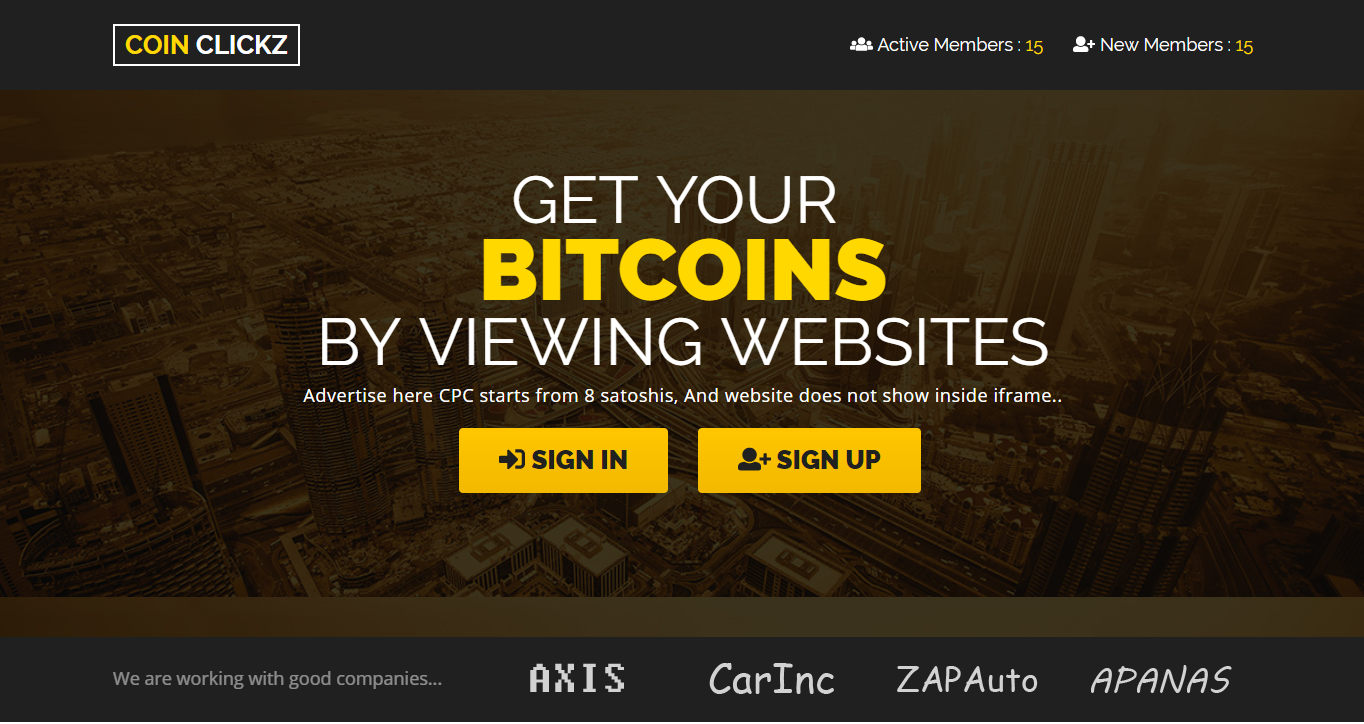 COIN CLICKZ
Active Members : 15
New Members : 15
GET YOUR
BITCOINS
BY VIEWING WEBSITES
Advertise here CPC starts from 8 satoshis, And website does not show inside iframe..
SIGN IN
SIGN UP
We are working with good companies...
AXIS
CarInc
ZAPAuto
APANAS